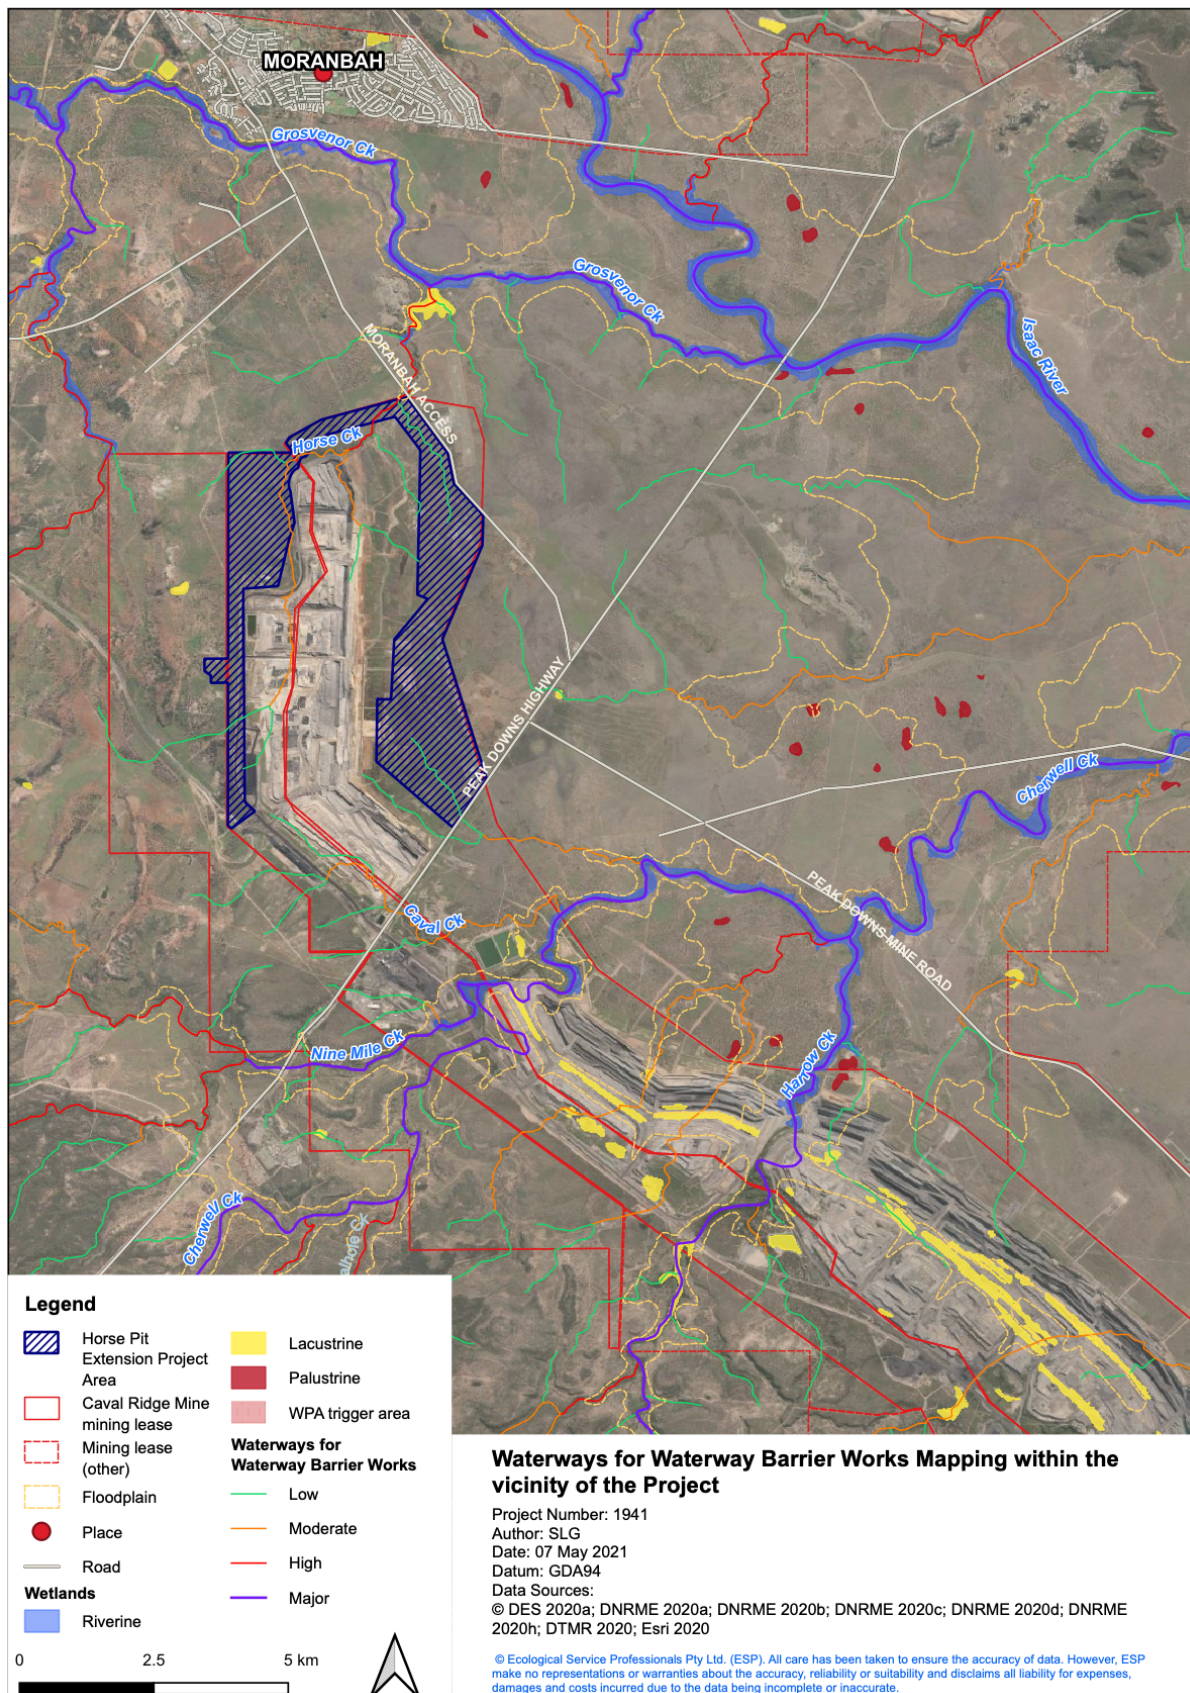 MORANBAH
Grosvenor Ck
Grosvenor Ck
Isaac River
MORANBAH ACCESS
Horse Ck
PEAK DOWNS HIGHWAY
Cherwell Ck
PEAK DOWNS MINE ROAD
Caval Ck
Nine Mile Ck
Harrow Ck
Cherwell Ck
alhole Ck
Legend
Horse Pit
Extension Project
Area
Caval Ridge Mine
mining lease
Mining lease
(other)
Floodplain
Place
Road
Wetlands
Riverine
Lacustrine
Palustrine
WPA trigger area
Waterways for
Waterway Barrier Works
Low
Moderate
High
Major
0 2.5 5 km
Waterways for Waterway Barrier Works Mapping within the
vicinity of the Project
Project Number: 1941
Author: SLG
Date: 07 May 2021
Datum: GDA94
Data Sources:
© DES 2020a; DNRME 2020a; DNRME 2020b; DNRME 2020c; DNRME 2020d; DNRME
2020h; DTMR 2020; Esri 2020
© Ecological Service Professionals Pty Ltd. (ESP). All care has been taken to ensure the accuracy of data. However, ESP
make no representations or warranties about the accuracy, reliability or suitability and disclaims all liability for expenses,
damages and costs incurred due to the data being incomplete or inaccurate.